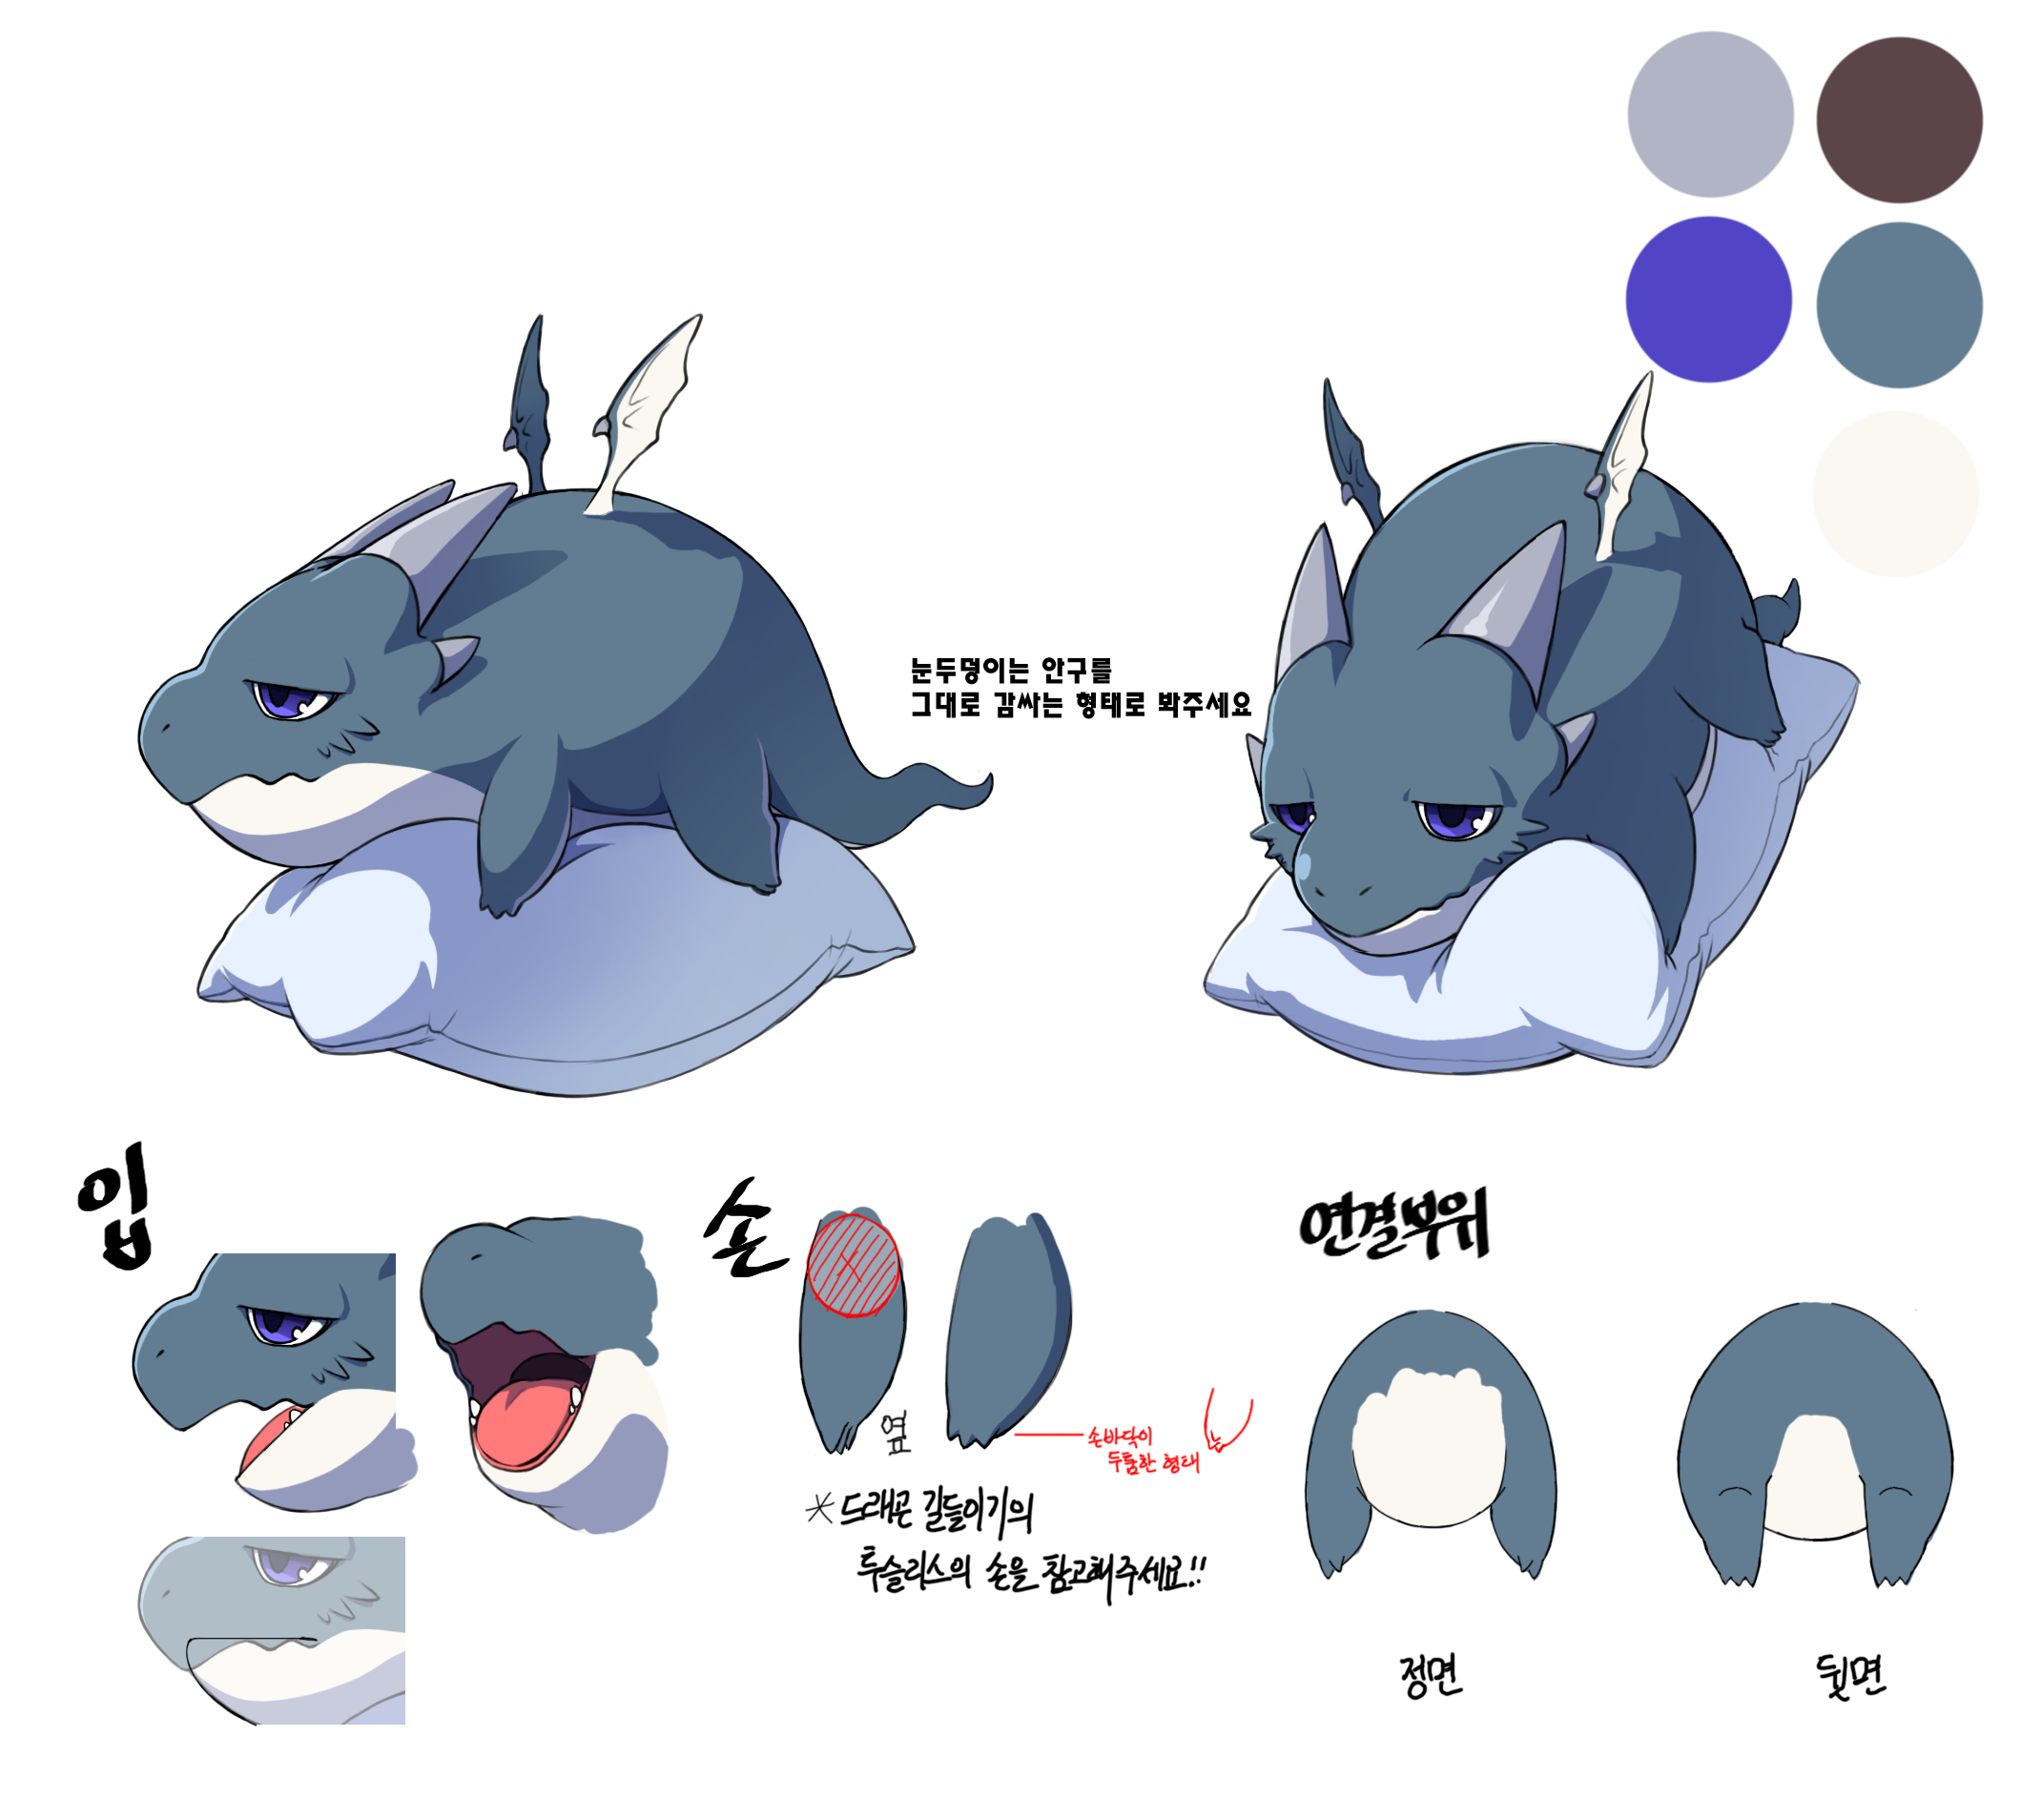 눈두덩이는 안구를
그대로 감싸는 형태로 봐주세요
입
손
연결부위
옆
손바닥이
두툼한 형태
*드래곤 길들이기의
투슬리스의 손을 참고해주세요!!
정면
뒷면